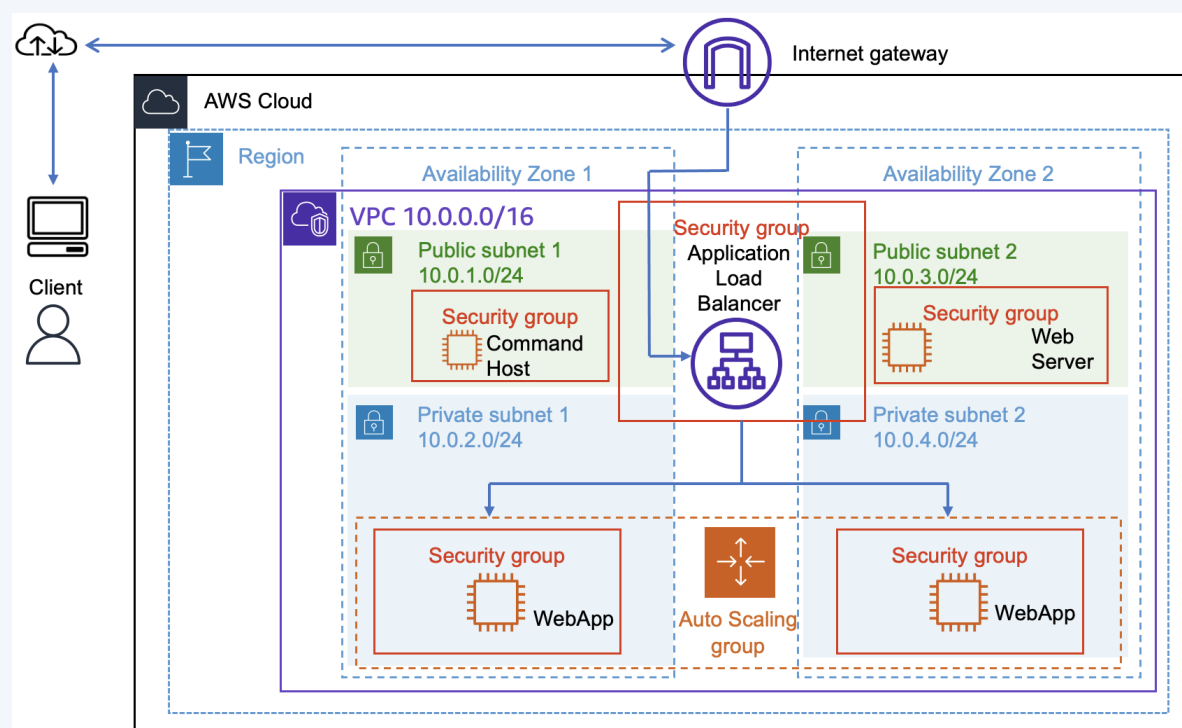 Internet gateway
AWS Cloud
Region
Availability Zone 1
Availability Zone 2
VPC 10.0.0.0/16
Client
Public subnet 1
10.0.1.0/24
Security group
Command
Host
Security group
Application
Load
Balancer
Public subnet 2
10.0.3.0/24
Security group
Web
Server
Private subnet 1
10.0.2.0/24
Private subnet 2
10.0.4.0/24
Security group
WebApp
Auto Scaling
group
Security group
WebApp